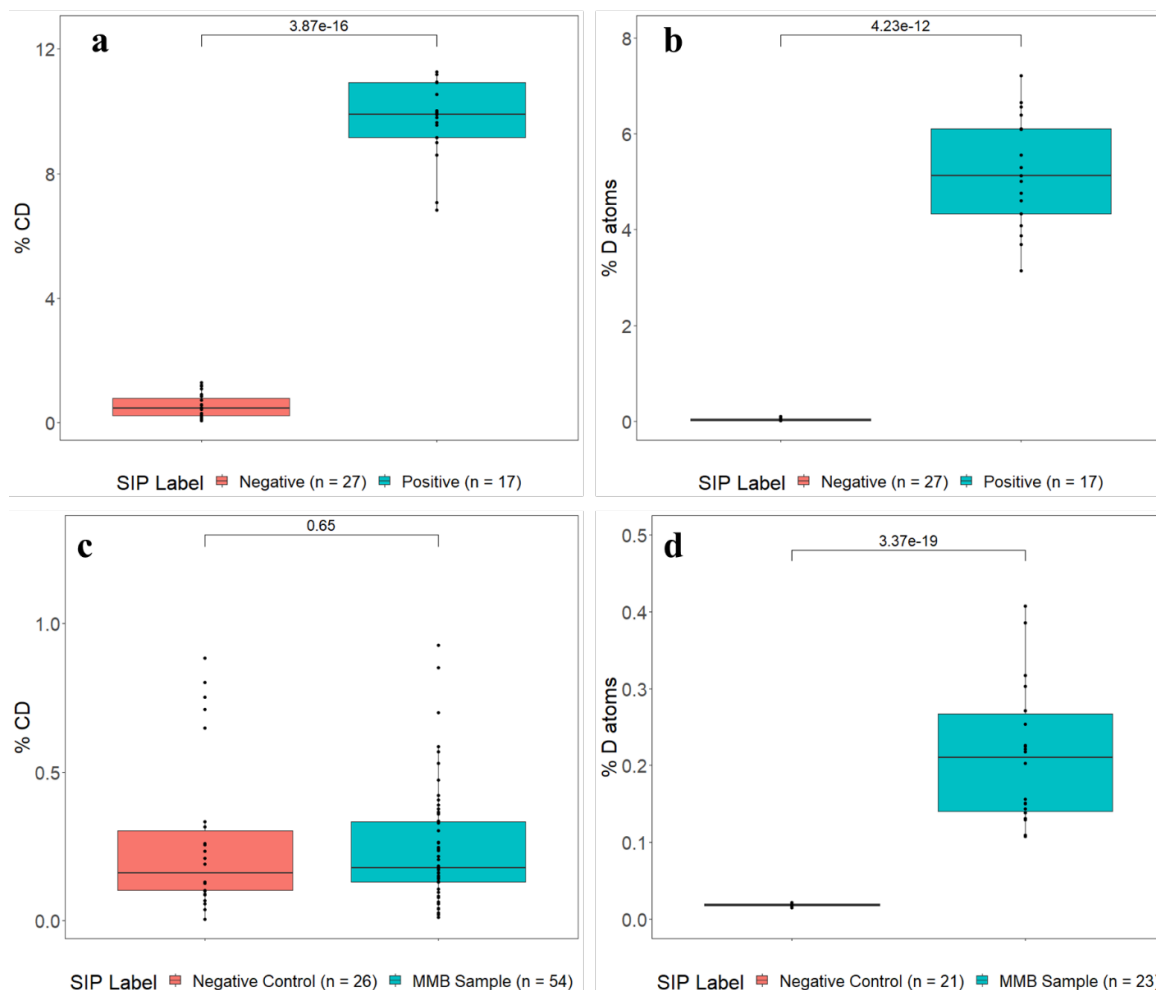 a
3.87e-16
12
8
4
0
% CD
SIP Label Negative (n = 27) Positive (n = 17)
b
4.23e-12
8
6
4
2
0
% D atoms
SIP Label Negative (n = 27) Positive (n = 17)
c
0.65
1.0
0.5
0.0
% CD
SIP Label Negative Control (n = 26) MMB Sample (n = 54)
d
3.37e-19
0.5
0.4
0.3
0.2
0.1
0.0
% D atoms
SIP Label Negative Control (n = 21) MMB Sample (n = 23)